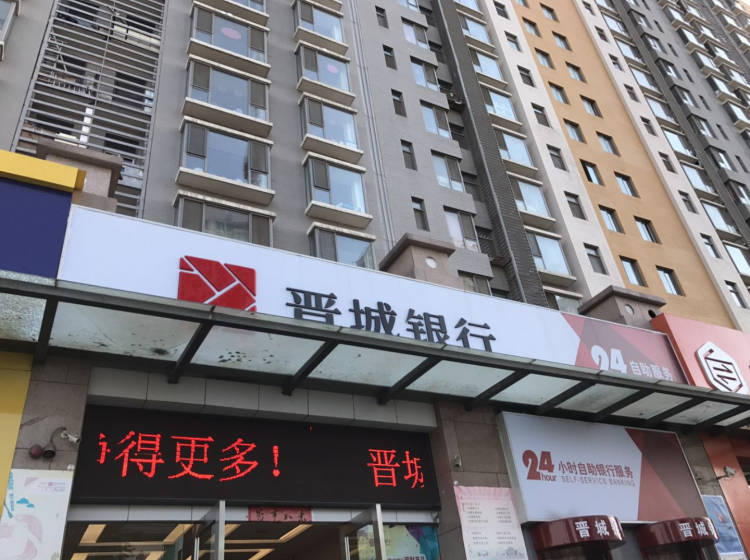 晋城银行
24 自助服务
得更多! 晋城
24 hour 小时自助银行服务
SELF-SERVICE BANKING
晋城
晋城